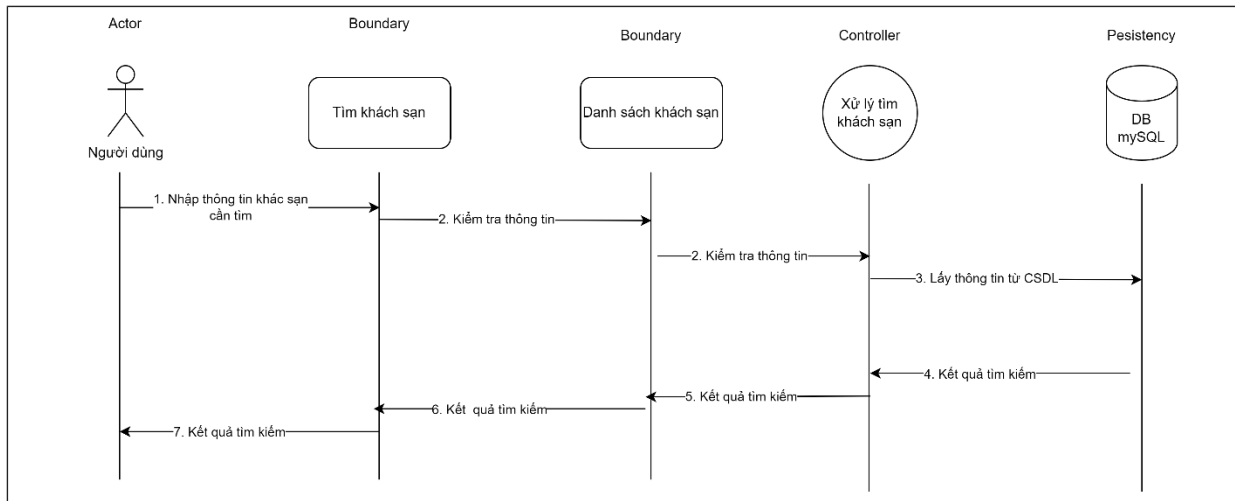 Actor
Boundary
Boundary
Controller
Pesistency
Người dùng
Tìm khách sạn
Danh sách khách sạn
Xử lý tìm
khách sạn
DB
mySQL
1. Nhập thông tin khác sạn
cần tìm
2. Kiểm tra thông tin
2. Kiểm tra thông tin
3. Lấy thông tin từ CSDL
4. Kết quả tìm kiếm
5. Kết quả tìm kiếm
6. Kết quả tìm kiếm
7. Kết quả tìm kiếm